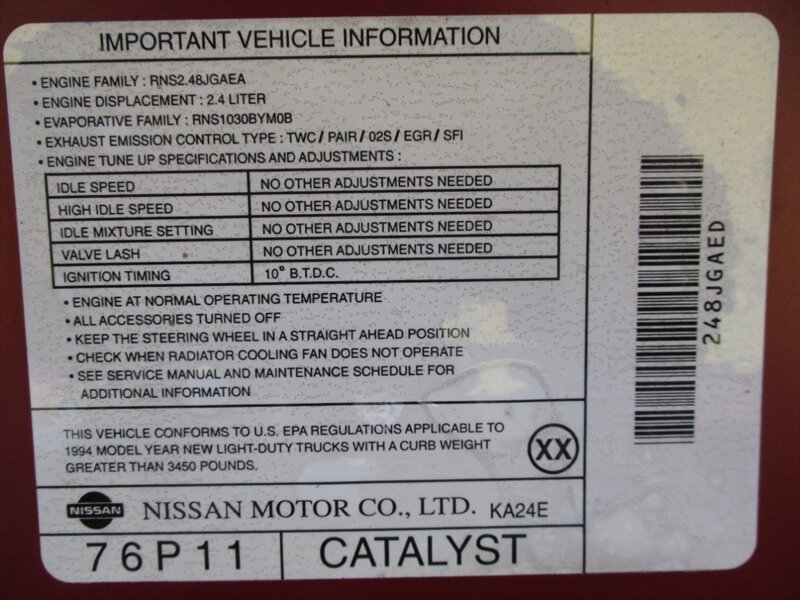 IMPORTANT VEHICLE INFORMATION
• ENGINE FAMILY : RNS2.48JGAEA
• ENGINE DISPLACEMENT : 2.4 LITER
• EVAPORATIVE FAMILY : RNS1030BYM0B
• EXHAUST EMISSION CONTROL TYPE : TWC / PAIR / 02S / EGR / SFI
• ENGINE TUNE UP SPECIFICATIONS AND ADJUSTMENTS :
IDLE SPEED NO OTHER ADJUSTMENTS NEEDED
HIGH IDLE SPEED NO OTHER ADJUSTMENTS NEEDED
IDLE MIXTURE SETTING NO OTHER ADJUSTMENTS NEEDED
VALVE LASH NO OTHER ADJUSTMENTS NEEDED
IGNITION TIMING 10° B.T.D.C.
• ENGINE AT NORMAL OPERATING TEMPERATURE
• ALL ACCESSORIES TURNED OFF
• KEEP THE STEERING WHEEL IN A STRAIGHT AHEAD POSITION
• CHECK WHEN RADIATOR COOLING FAN DOES NOT OPERATE
• SEE SERVICE MANUAL AND MAINTENANCE SCHEDULE FOR
ADDITIONAL INFORMATION
THIS VEHICLE CONFORMS TO U.S. EPA REGULATIONS APPLICABLE TO
1994 MODEL YEAR NEW LIGHT-DUTY TRUCKS WITH A CURB WEIGHT
GREATER THAN 3450 POUNDS.
XX
NISSAN NISSAN MOTOR CO., LTD. KA24E
76P11 CATALYST
248JGAED